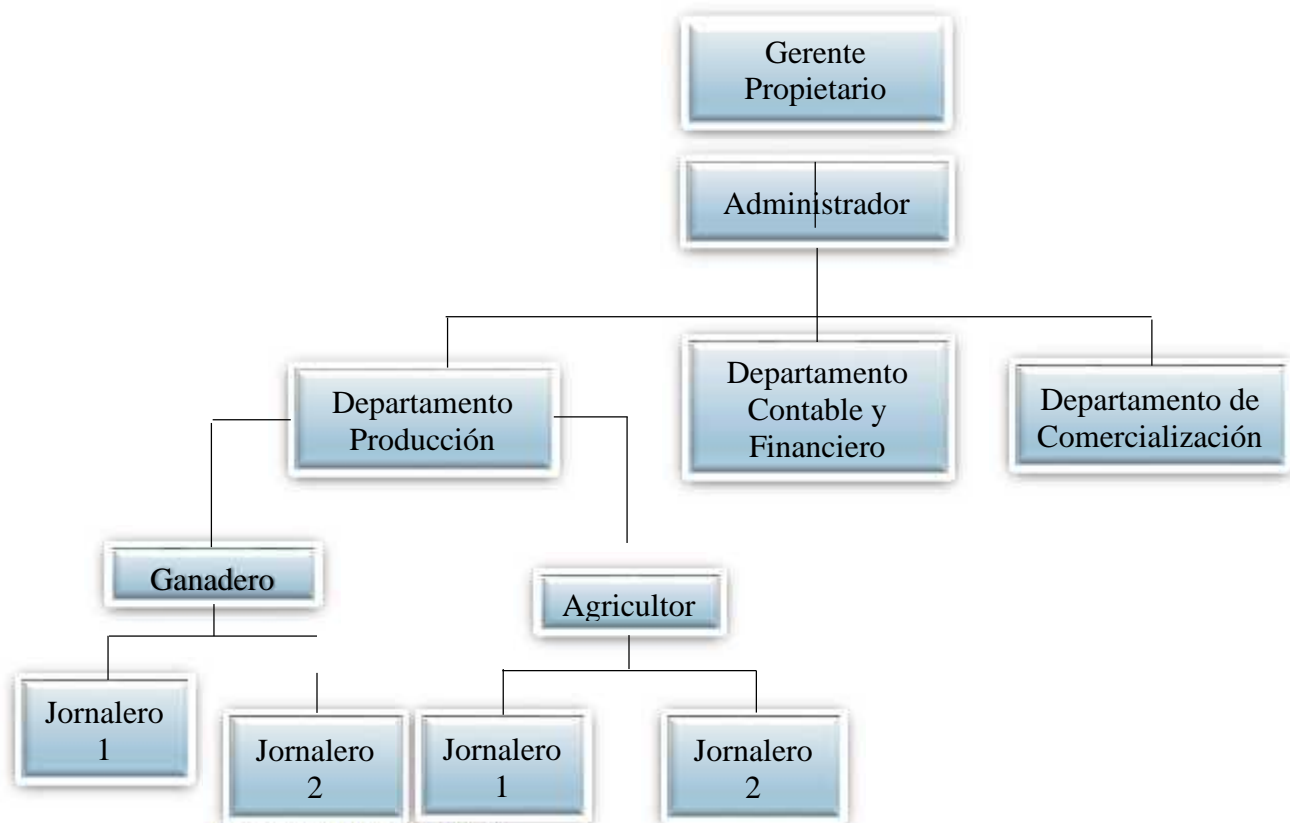 Gerente
Propietario
Administrador
Departamento
Producción
Departamento
Contable y
Financiero
Departamento de
Comercialización
Ganadero
Agricultor
Jornalero
1
Jornalero
2
Jornalero
1
Jornalero
2